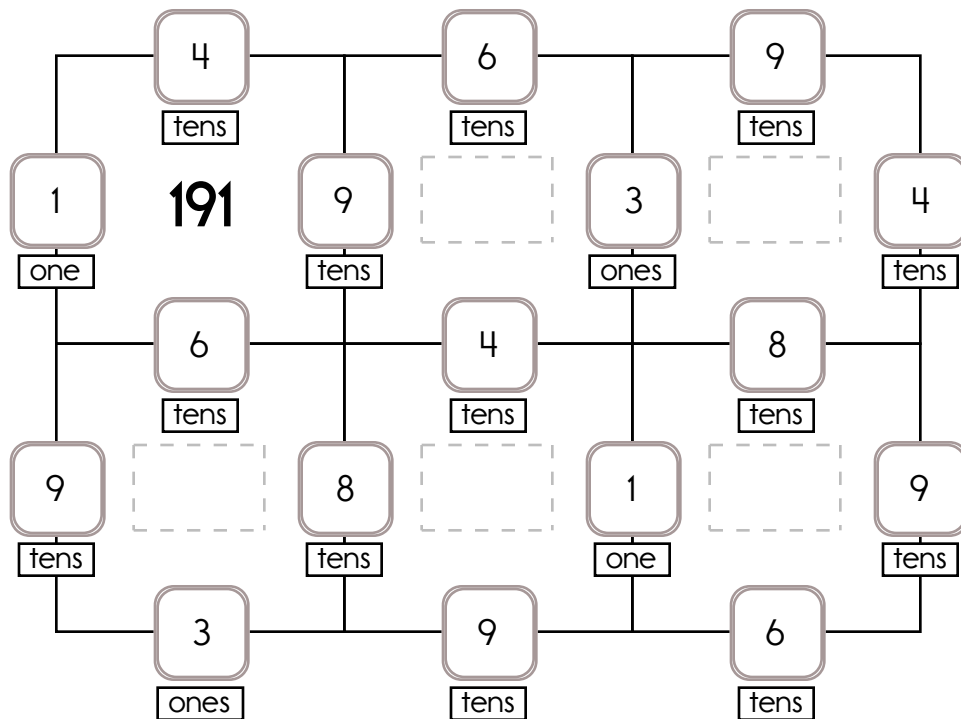 4 6 9
tens tens tens
1 191 9 3 4
one tens ones tens
6 4 8
tens tens tens
9 8 1 9
tens tens one tens
3 9 6
ones tens tens